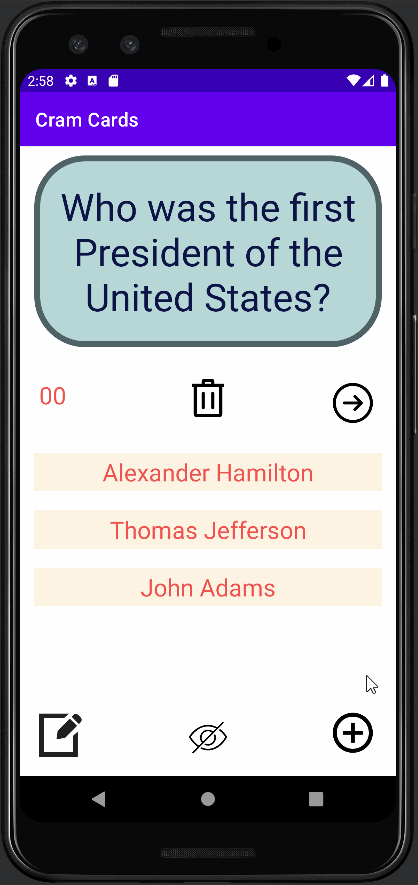 2:58
Cram Cards
Who was the first
President of the
United States?
00
Alexander Hamilton
Thomas Jefferson
John Adams